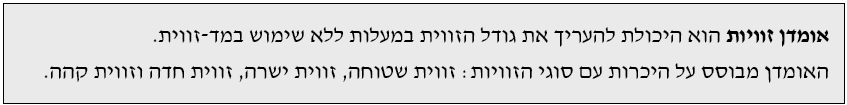 אומדן זוויות הוא היכולת להעריך את גודל הזווית במעלות ללא שימוש במד-זווית.
האומדן מבוסס על היכרות עם סוגי הזוויות: זווית שטוחה, זווית ישרה, זווית חדה וזווית קהה.